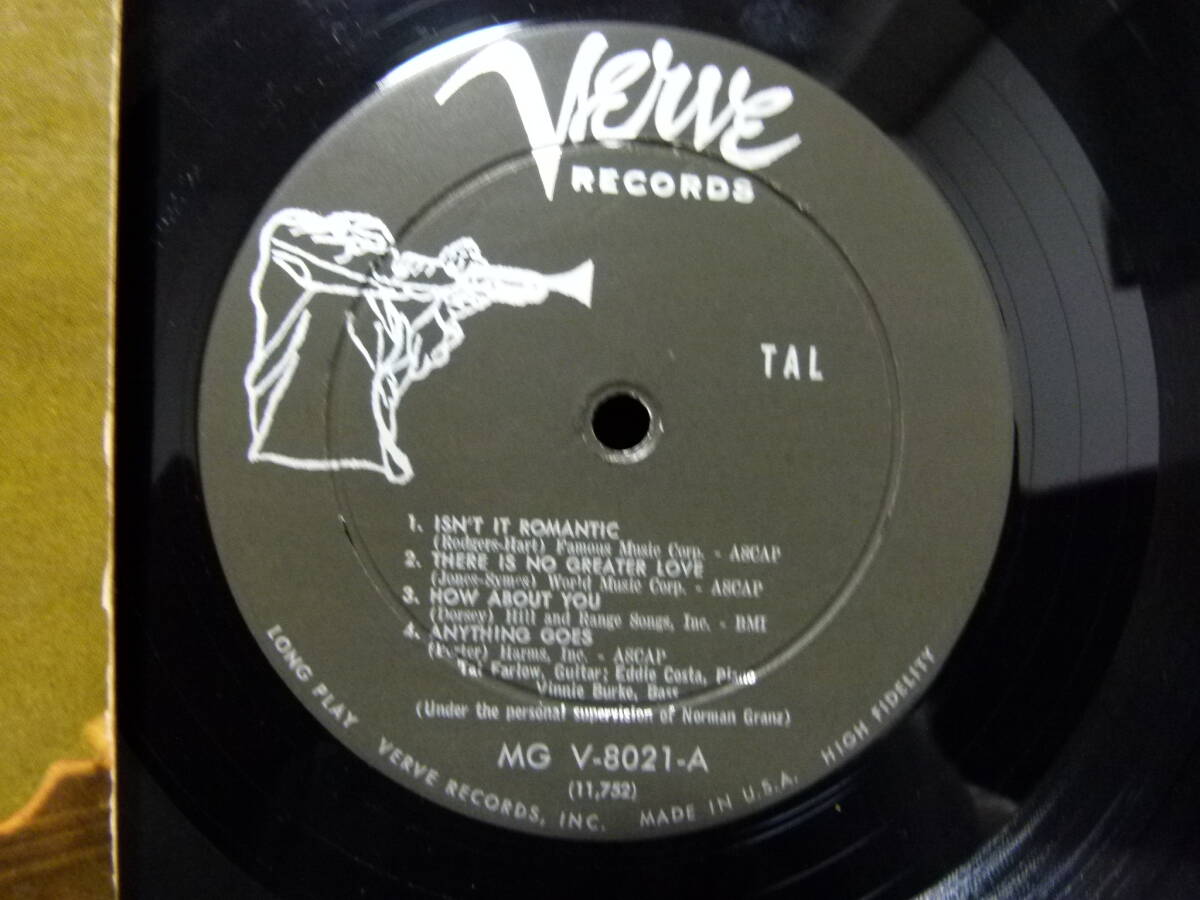 Verve
RECORDS
TAL
1. ISN'T IT ROMANTIC
(Rodgers-Hart) Famous Music Corp. - ASCAP
2. THERE IS NO GREATER LOVE
(Jones-Symes) World Music Corp. - ASCAP
3. HOW ABOUT YOU
(Dorsey) Hill and Range Songs, Inc. - BMI
4. ANYTHING GOES
(Porter) Harms, Inc. - ASCAP
Tal Farlow, Guitar; Eddie Costa, Piano
Vinnie Burke, Bass
(Under the personal supervision of Norman Granz)
MG V-8021-A
(11,752)
LONG PLAY VERVE RECORDS, INC. MADE IN U.S.A. HIGH FIDELITY